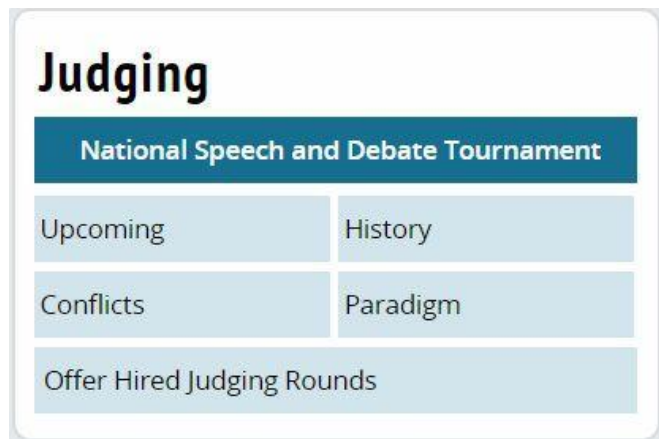 Judging
National Speech and Debate Tournament
Upcoming History
Conflicts Paradigm
Offer Hired Judging Rounds